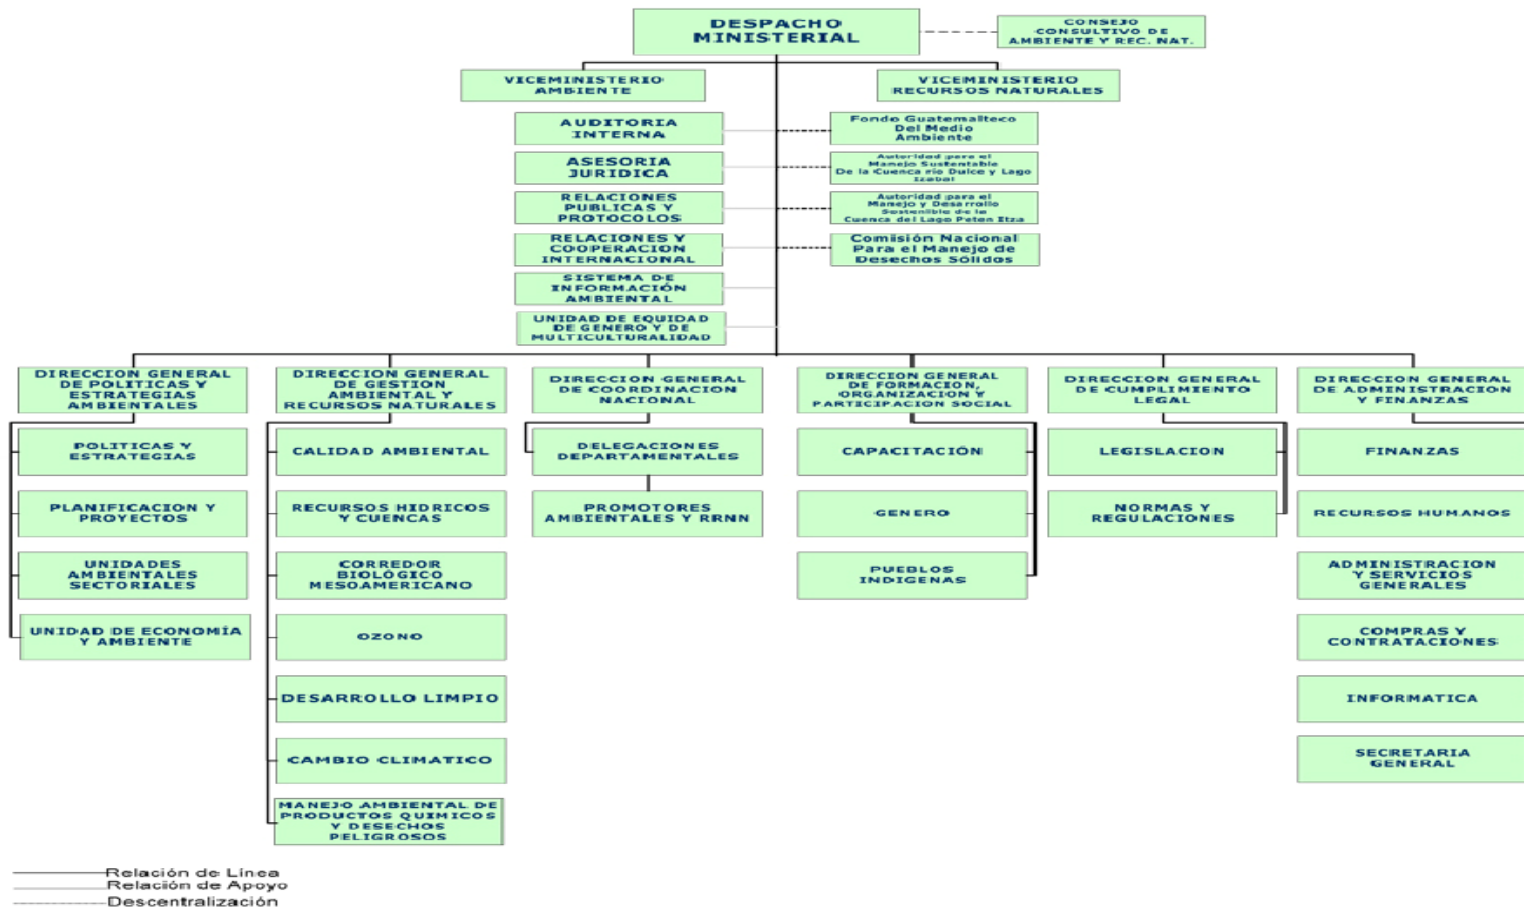 DESPACHO
MINISTERIAL
CONSEJO
CONSULTIVO DE
AMBIENTE Y REC. NAT.
VICEMINISTERIO
AMBIENTE
VICEMINISTERIO
RECURSOS NATURALES
AUDITORIA
INTERNA
Fondo Guatemalteco
Del Medio
Ambiente
ASESORIA
JURIDICA
Autoridad para el
Manejo Sustentable
De la Cuenca río Dulce y Lago
Izabal
RELACIONES
PUBLICAS Y
PROTOCOLOS
Autoridad para el
Manejo y Desarrollo
Sostenible de la
Cuenca del Lago Peten Itza
RELACIONES Y
COOPERACION
INTERNACIONAL
Comisión Nacional
Para el Manejo de
Desechos Sólidos
SISTEMA DE
INFORMACIÓN
AMBIENTAL
UNIDAD DE EQUIDAD
DE GENERO Y DE
MULTICULTURALIDAD
DIRECCION GENERAL
DE POLITICAS Y
ESTRATEGIAS
AMBIENTALES
DIRECCION GENERAL
DE GESTION
AMBIENTAL Y
RECURSOS NATURALES
DIRECCION GENERAL
DE COORDINACION
NACIONAL
DIRECCION GENERAL
DE FORMACION,
ORGANIZACION Y
PARTICIPACION SOCIAL
DIRECCION GENERAL
DE CUMPLIMIENTO
LEGAL
DIRECCION GENERAL
DE ADMINISTRACION
Y FINANZAS
POLITICAS Y
ESTRATEGIAS
CALIDAD AMBIENTAL
DELEGACIONES
DEPARTAMENTALES
CAPACITACIÓN
LEGISLACION
FINANZAS
PLANIFICACION Y
PROYECTOS
RECURSOS HIDRICOS
Y CUENCAS
PROMOTORES
AMBIENTALES Y RRNN
GENERO
NORMAS Y
REGULACIONES
RECURSOS HUMANOS
UNIDADES
AMBIENTALES
SECTORIALES
CORREDOR
BIOLÓGICO
MESOAMERICANO
PUEBLOS
INDIGENAS
ADMINISTRACION
Y SERVICIOS
GENERALES
UNIDAD DE ECONOMÍA
Y AMBIENTE
OZONO
COMPRAS Y
CONTRATACIONES
DESARROLLO LIMPIO
INFORMATICA
CAMBIO CLIMATICO
SECRETARIA
GENERAL
MANEJO AMBIENTAL DE
PRODUCTOS QUIMICOS
Y DESECHOS
PELIGROSOS
Relación de Línea
Relación de Apoyo
Descentralización